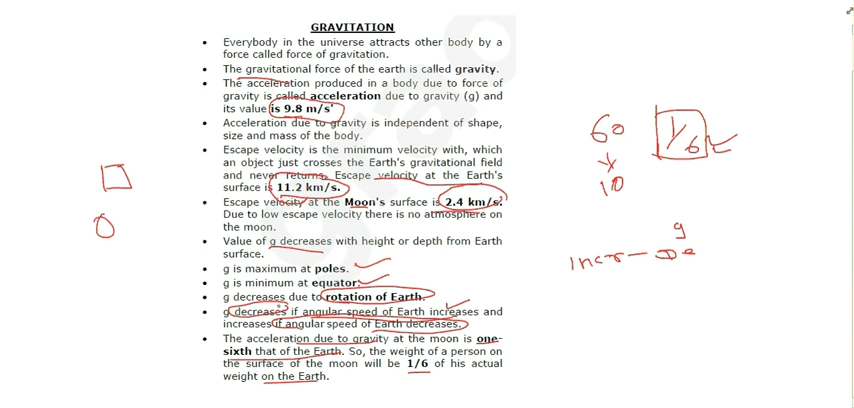 GRAVITATION
• Everybody in the universe attracts other body by a
force called force of gravitation.
• The gravitational force of the earth is called gravity.
• The acceleration produced in a body due to force of
gravity is called acceleration due to gravity (g) and
its value is 9.8 m/s'
• Acceleration due to gravity is independent of shape,
size and mass of the body.
• Escape velocity is the minimum velocity with, which
an object just crosses the Earth's gravitational field
and never returns. Escape velocity at the Earth's
surface is 11.2 km/s.
• Escape velocity at the Moon's surface is 2.4 km/s.
Due to low escape velocity there is no atmosphere on
the moon.
• Value of g decreases with height or depth from Earth
surface.
• g is maximum at poles.
• g is minimum at equator.
• g decreases due to rotation of Earth.
• g decreases if angular speed of Earth increases and
increases if angular speed of Earth decreases.
• The acceleration due to gravity at the moon is one-
sixth that of the Earth. So, the weight of a person on
the surface of the moon will be 1/6 of his actual
weight on the Earth.
60
1/6
10
g
Incr — De